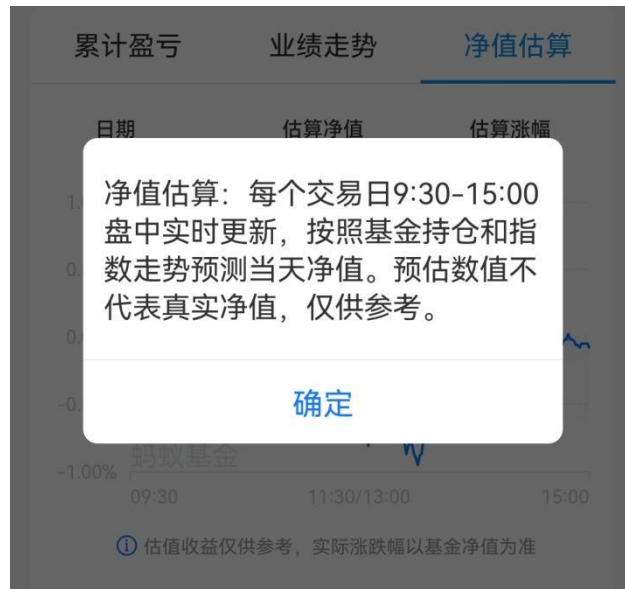 累计盈亏 业绩走势 净值估算
日期 估算净值 估算涨幅
净值估算：每个交易日9:30-15:00
盘中实时更新，按照基金持仓和指
数走势预测当天净值。预估数值不
代表真实净值，仅供参考。
确定
蚂蚁基金
-1.00%
09:30 11:30/13:00 15:00
估值收益仅供参考，实际涨跌幅以基金净值为准